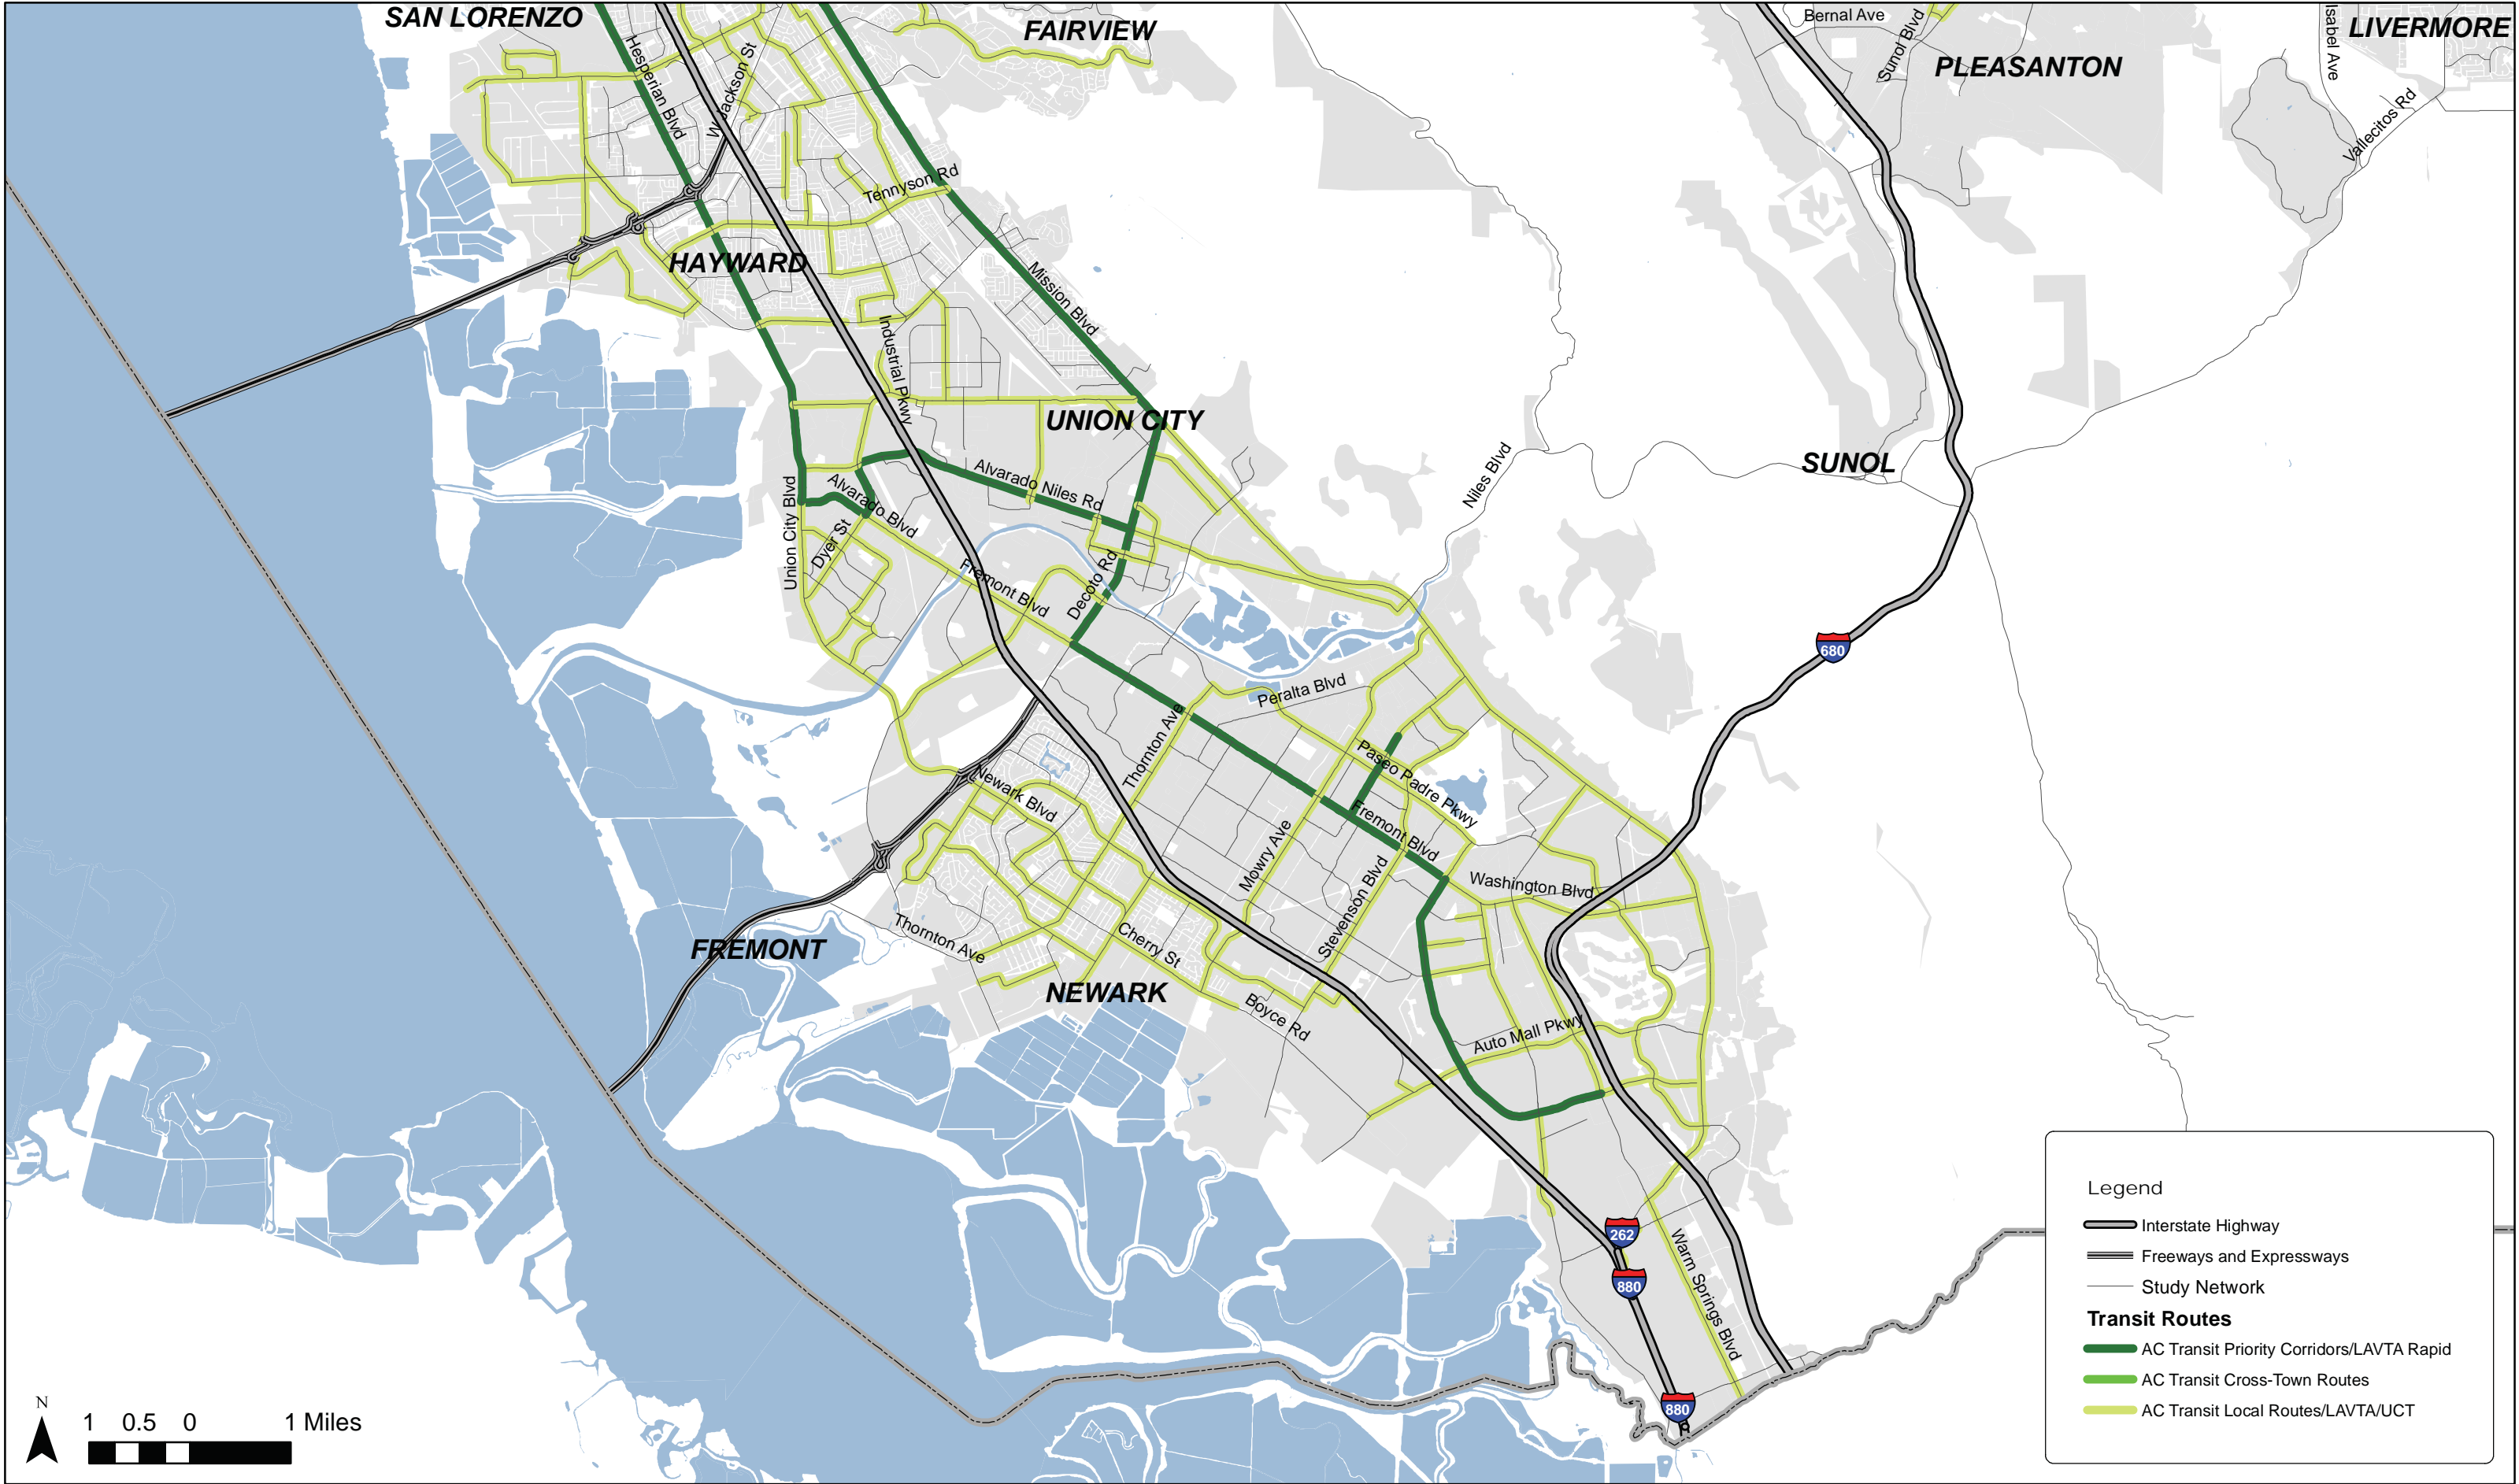 SAN LORENZO
FAIRVIEW
Bernal Ave
Isabel Ave
LIVERMORE
Hesperian Blvd
W Jackson St
Sunol Blvd
PLEASANTON
Vallecitos Rd
Tennyson Rd
HAYWARD
Mission Blvd
Industrial Pkwy
UNION CITY
SUNOL
Niles Blvd
Alvarado Niles Rd
Union City Blvd
Alvarado Blvd
Dyer St
Fremont Blvd
Decoto Rd
680
Peralta Blvd
Thornton Ave
Paseo Padre Pkwy
Newark Blvd
Fremont Blvd
Mowry Ave
Stevenson Blvd
Washington Blvd
Thornton Ave
Cherry St
FREMONT
NEWARK
Boyce Rd
Auto Mall Pkwy
262
880
Warm Springs Blvd
880
Legend
Interstate Highway
Freeways and Expressways
Study Network
Transit Routes
AC Transit Priority Corridors/LAVTA Rapid
AC Transit Cross-Town Routes
AC Transit Local Routes/LAVTA/UCT
N
1 0.5 0 1 Miles